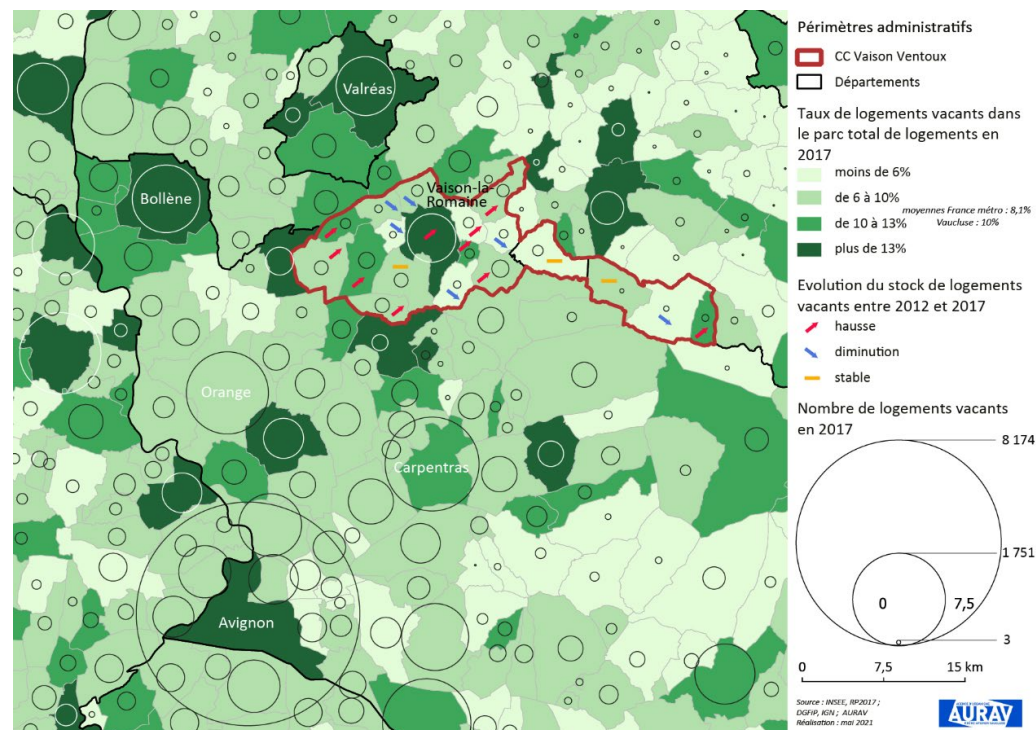 Valréas
Bollène
Vaison-la-
Romaine
Orange
Carpentras
Avignon
Périmètres administratifs
CC Vaison Ventoux
Départements
Taux de logements vacants dans
le parc total de logements en
2017
moins de 6%
de 6 à 10%
moyennes France métro : 8,1%
Vaucluse : 10%
de 10 à 13%
plus de 13%
Evolution du stock de logements
vacants entre 2012 et 2017
hausse
diminution
stable
Nombre de logements vacants
en 2017
8 174
1 751
0 7,5
3
0 7,5 15 km
Source : INSEE, RP2017 ;
DGFIP, IGN ; AURAV
Réalisation : mai 2021
AURAV